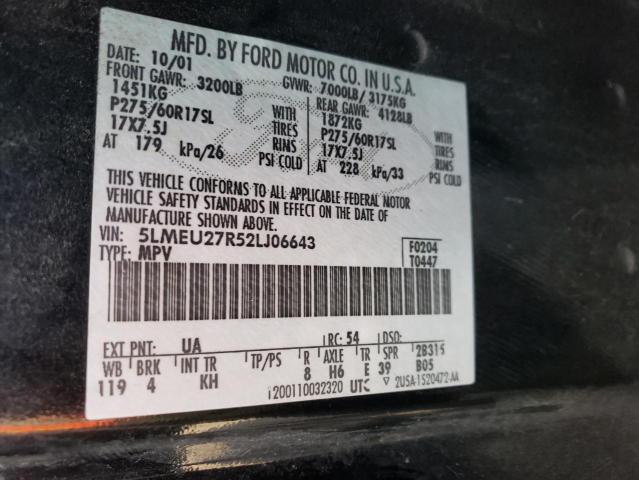 MFD. BY FORD MOTOR CO. IN U.S.A.
DATE: 10/01 GVWR: 7000LB/ 3175KG
FRONT GAWR: 3200LB REAR GAWR: 4128LB
1451KG WITH 1872KG WITH
P275/60R17SL TIRES P275/60R17SL TIRES
17X7.5J RIMS 17X7.5J RIMS
AT 179 kPa/26 PSI COLD AT 228 kPa/33 PSI COLD
THIS VEHICLE CONFORMS TO ALL APPLICABLE FEDERAL MOTOR
VEHICLE SAFETY STANDARDS IN EFFECT ON THE DATE OF
MANUFACTURE SHOWN ABOVE.
VIN: 5LMEU27R52LJ06643 F0204
TYPE: MPV T0447
EXT PNT: UA RC: 54 DSO:
WB BRK INT TR TP/PS R AXLE TR SPR 2B315
119 4 KH 8 H6 E 39 B05
1200110032320 UTC ▽ 2USA-1520472-AA